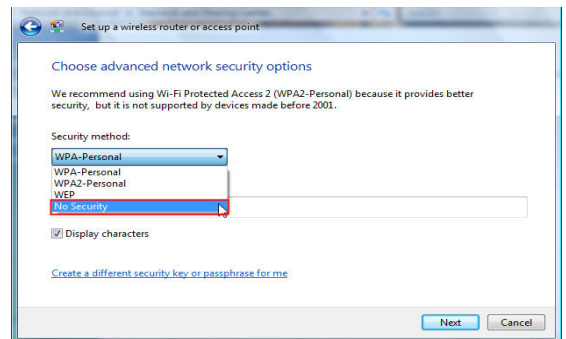 Set up a wireless router or access point
Choose advanced network security options
We recommend using Wi-Fi Protected Access 2 (WPA2-Personal) because it provides better
security, but it is not supported by devices made before 2001.
Security method:
WPA-Personal
WPA-Personal
WPA2-Personal
WEP
No Security
Display characters
Create a different security key or passphrase for me
Next Cancel